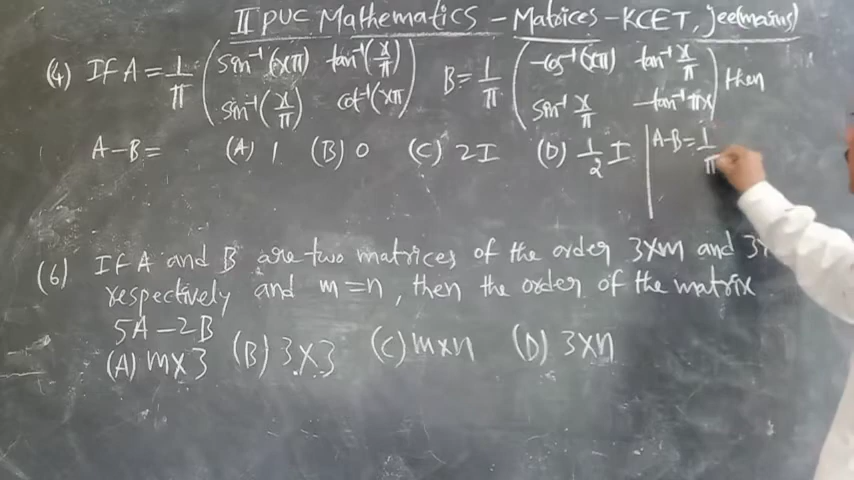 II PUC Mathematics - Matrices - KCET, jee(mains)
(4) If A = 1/π ( sin⁻¹(xπ) tan⁻¹(x/π) sin⁻¹(x/π) cot⁻¹(xπ ) B = 1/π ( -cos⁻¹(xπ) tan⁻¹ x/π sin⁻¹ x/π -tan⁻¹ πx ) then
A-B = (A) 1 (B) 0 (C) 2I (D) 1/2 I
A-B = 1/π
(6) If A and B are two matrices of the order 3×m and 3×
respectively and m=n, then the order of the matrix
5A-2B
(A) m×3 (B) 3×3 (C) m×n (D) 3×n